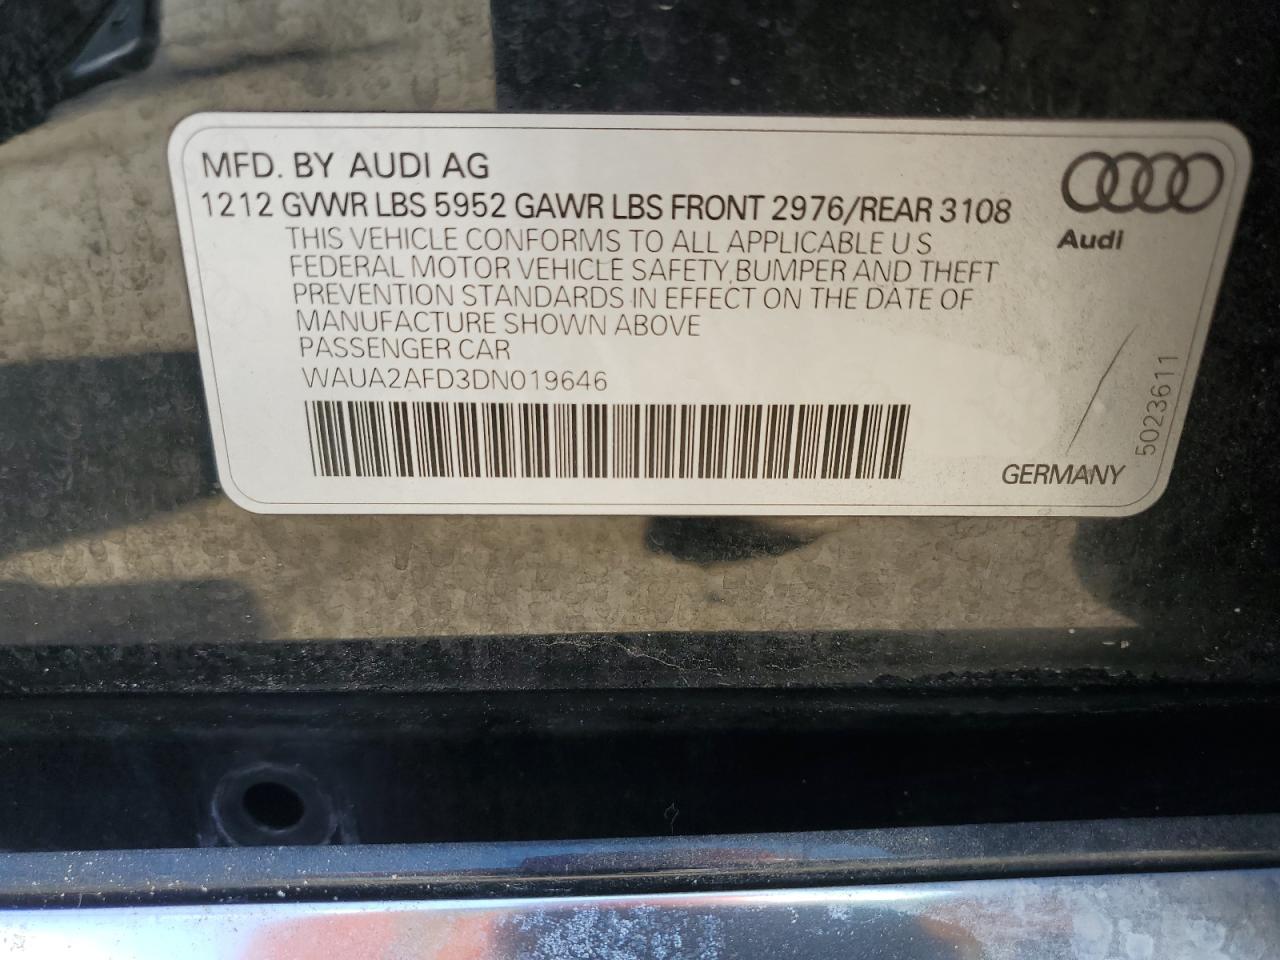 MFD. BY AUDI AG
1212 GVWR LBS 5952 GAWR LBS FRONT 2976/REAR 3108
THIS VEHICLE CONFORMS TO ALL APPLICABLE U S
FEDERAL MOTOR VEHICLE SAFETY,BUMPER AND THEFT
PREVENTION STANDARDS IN EFFECT ON THE DATE OF
MANUFACTURE SHOWN ABOVE
PASSENGER CAR
WAUA2AFD3DN019646
Audi
GERMANY
5023611